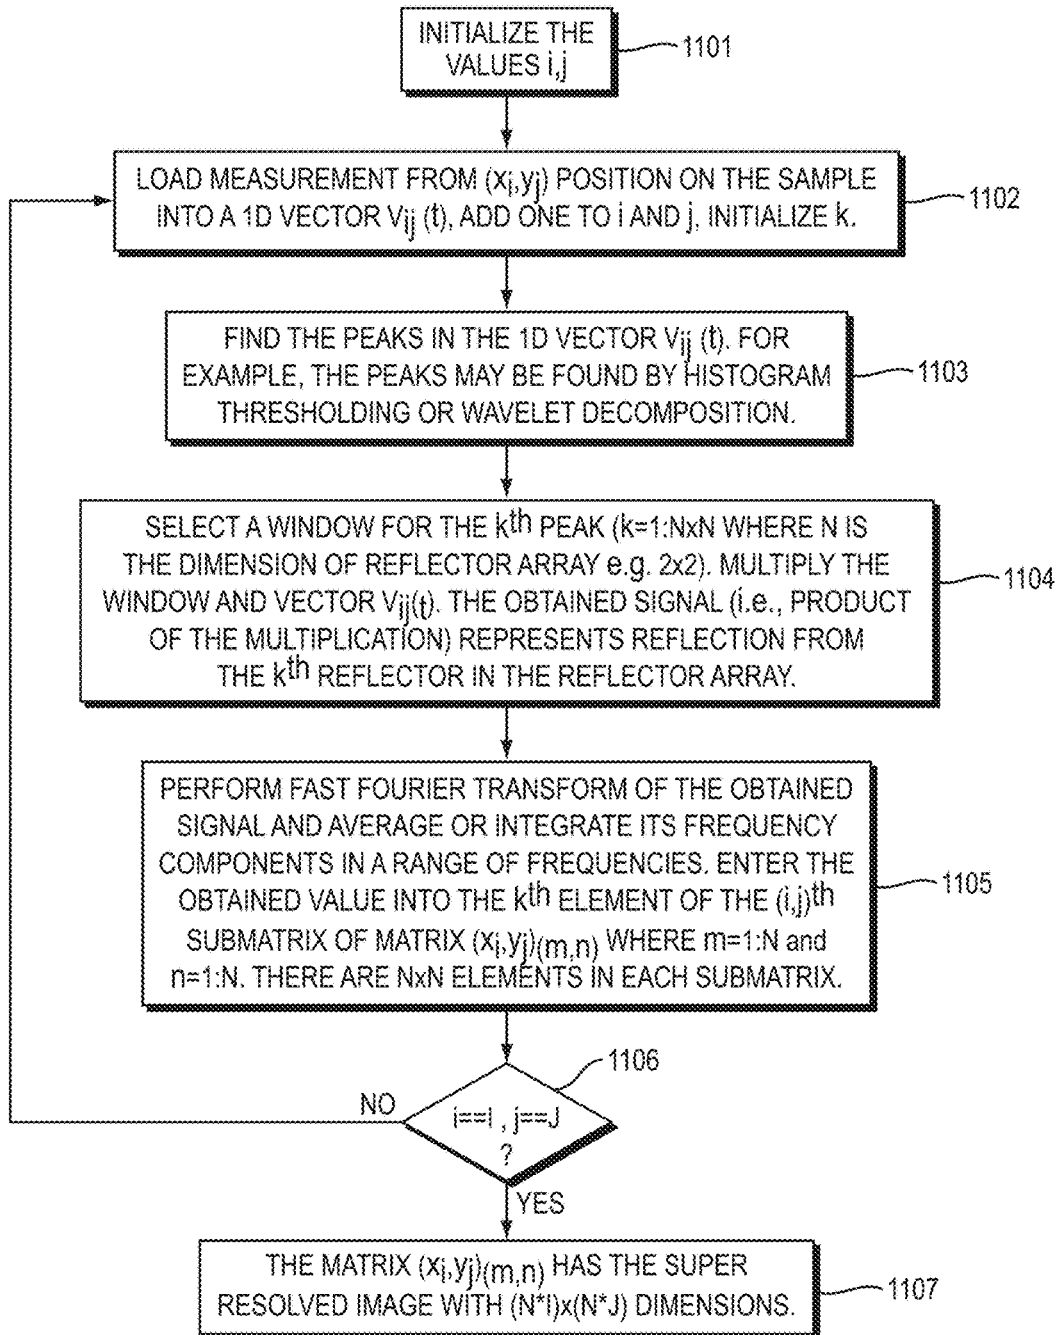 INITIALIZE THE
VALUES i,j
1101
LOAD MEASUREMENT FROM (xi,yj) POSITION ON THE SAMPLE
INTO A 1D VECTOR Vij (t), ADD ONE TO i AND j, INITIALIZE k.
1102
FIND THE PEAKS IN THE 1D VECTOR Vij (t). FOR
EXAMPLE, THE PEAKS MAY BE FOUND BY HISTOGRAM
THRESHOLDING OR WAVELET DECOMPOSITION.
1103
SELECT A WINDOW FOR THE kth PEAK (k=1:NxN WHERE N IS
THE DIMENSION OF REFLECTOR ARRAY e.g. 2x2). MULTIPLY THE
WINDOW AND VECTOR Vij(t). THE OBTAINED SIGNAL (i.e., PRODUCT
OF THE MULTIPLICATION) REPRESENTS REFLECTION FROM
THE kth REFLECTOR IN THE REFLECTOR ARRAY.
1104
PERFORM FAST FOURIER TRANSFORM OF THE OBTAINED
SIGNAL AND AVERAGE OR INTEGRATE ITS FREQUENCY
COMPONENTS IN A RANGE OF FREQUENCIES. ENTER THE
OBTAINED VALUE INTO THE kth ELEMENT OF THE (i,j)th
SUBMATRIX OF MATRIX (xi,yj)(m,n) WHERE m=1:N and
n=1:N. THERE ARE NxN ELEMENTS IN EACH SUBMATRIX.
1105
1106
NO
i==I , j==J
?
YES
THE MATRIX (xi,yj)(m,n) HAS THE SUPER
RESOLVED IMAGE WITH (N*I)x(N*J) DIMENSIONS.
1107